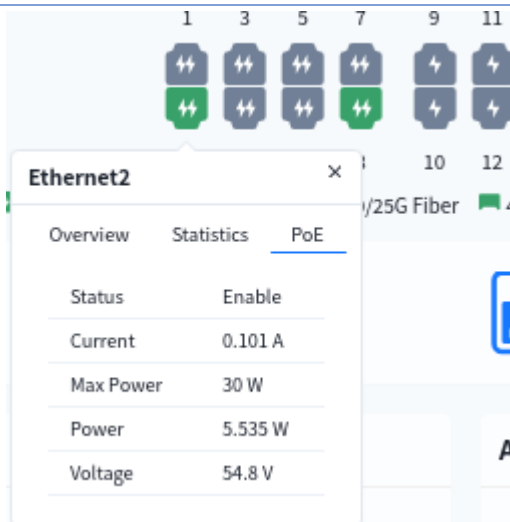 1 3 5 7 9 11
10 12
Ethernet2 ×
/25G Fiber
Overview Statistics PoE
Status Enable
Current 0.101 A
Max Power 30 W
Power 5.535 W
Voltage 54.8 V